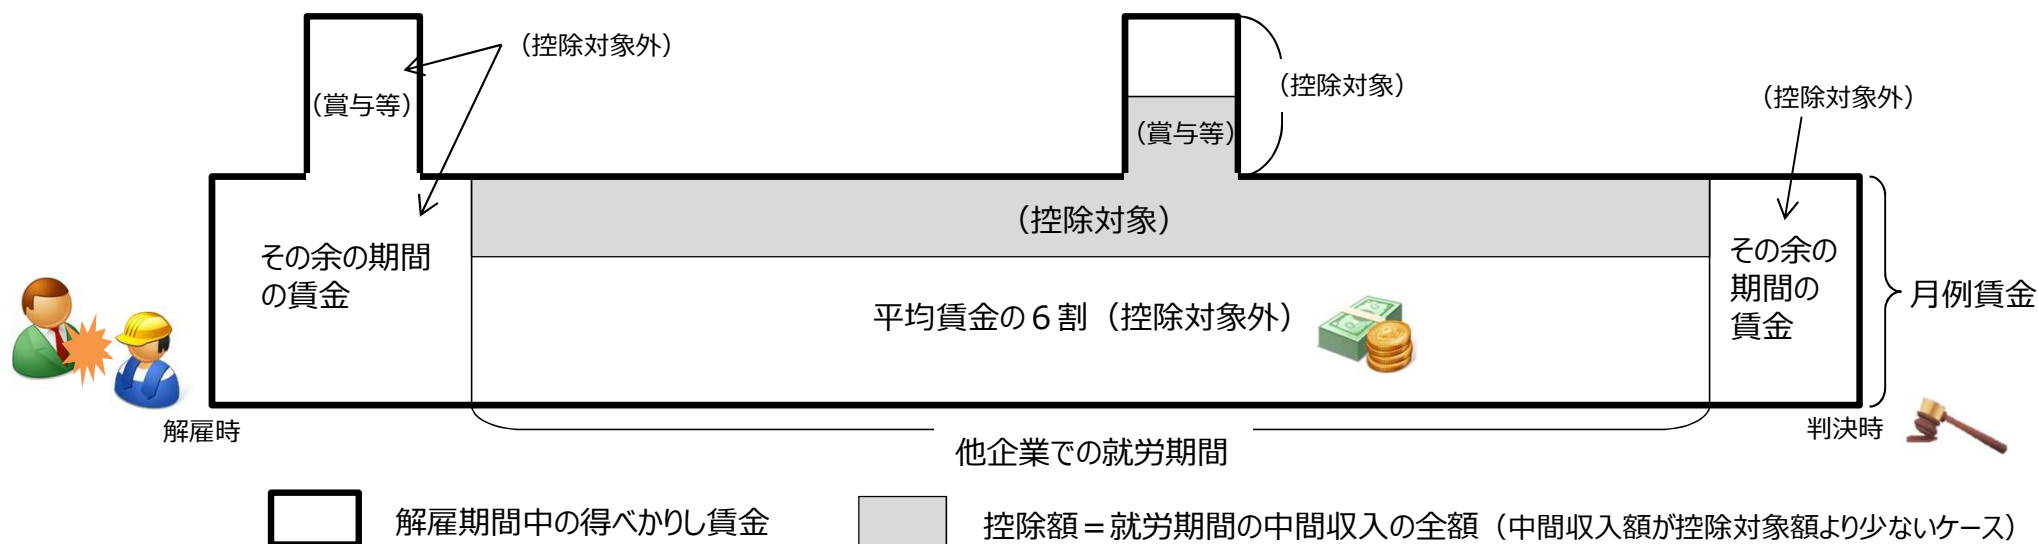 （控除対象外）
（賞与等）
（控除対象）
（賞与等）
（控除対象外）
（控除対象）
その余の期間
の賃金
平均賃金の６割（控除対象外）
その余の
期間の
賃金
月例賃金
解雇時
他企業での就労期間
判決時
解雇期間中の得べかりし賃金
控除額＝就労期間の中間収入の全額（中間収入額が控除対象額より少ないケース）